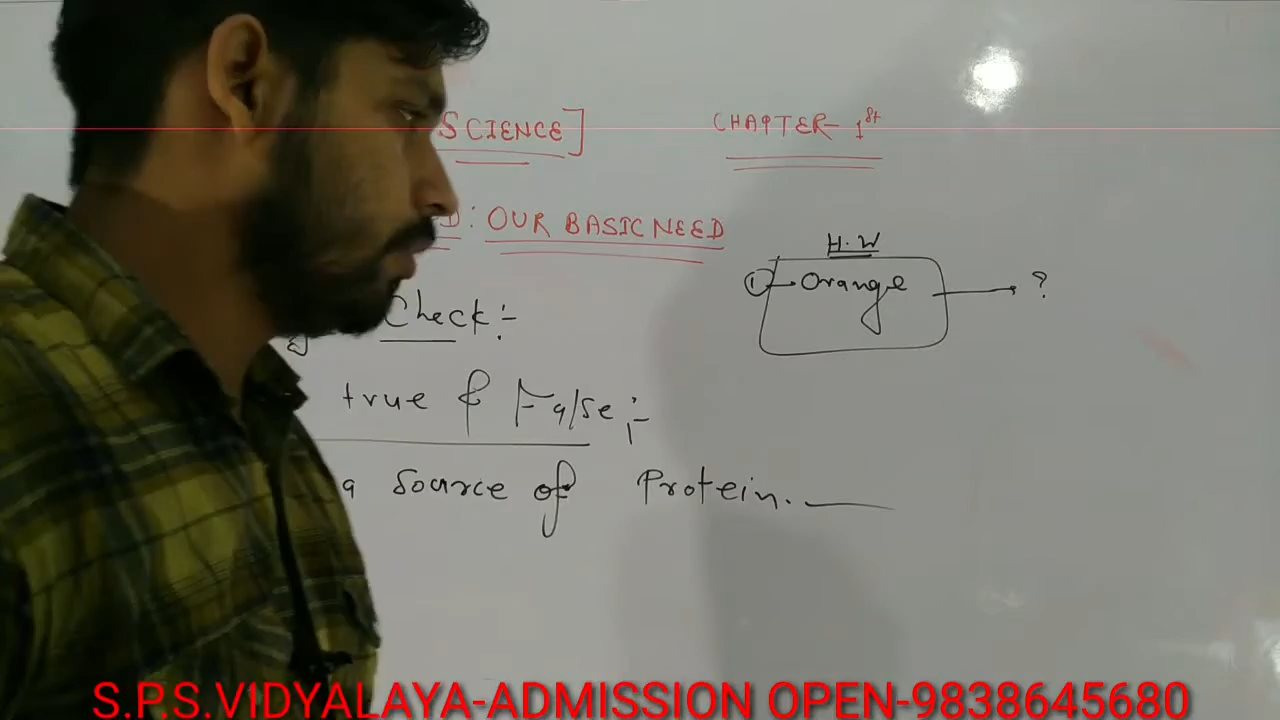 SCIENCE]
CHAPTER- 1st
: OUR BASIC NEED
H.W
① Orange ?
Check:-
true & False;-
a source of Protein.
S.P.S.VIDYALAYA-ADMISSION OPEN-9838645680